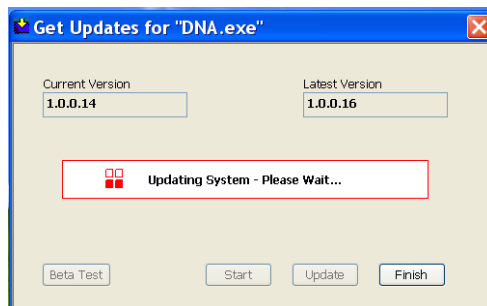 Get Updates for "DNA.exe"
Current Version
Latest Version
1.0.0.14
1.0.0.16
Updating System - Please Wait...
Beta Test
Start
Update
Finish